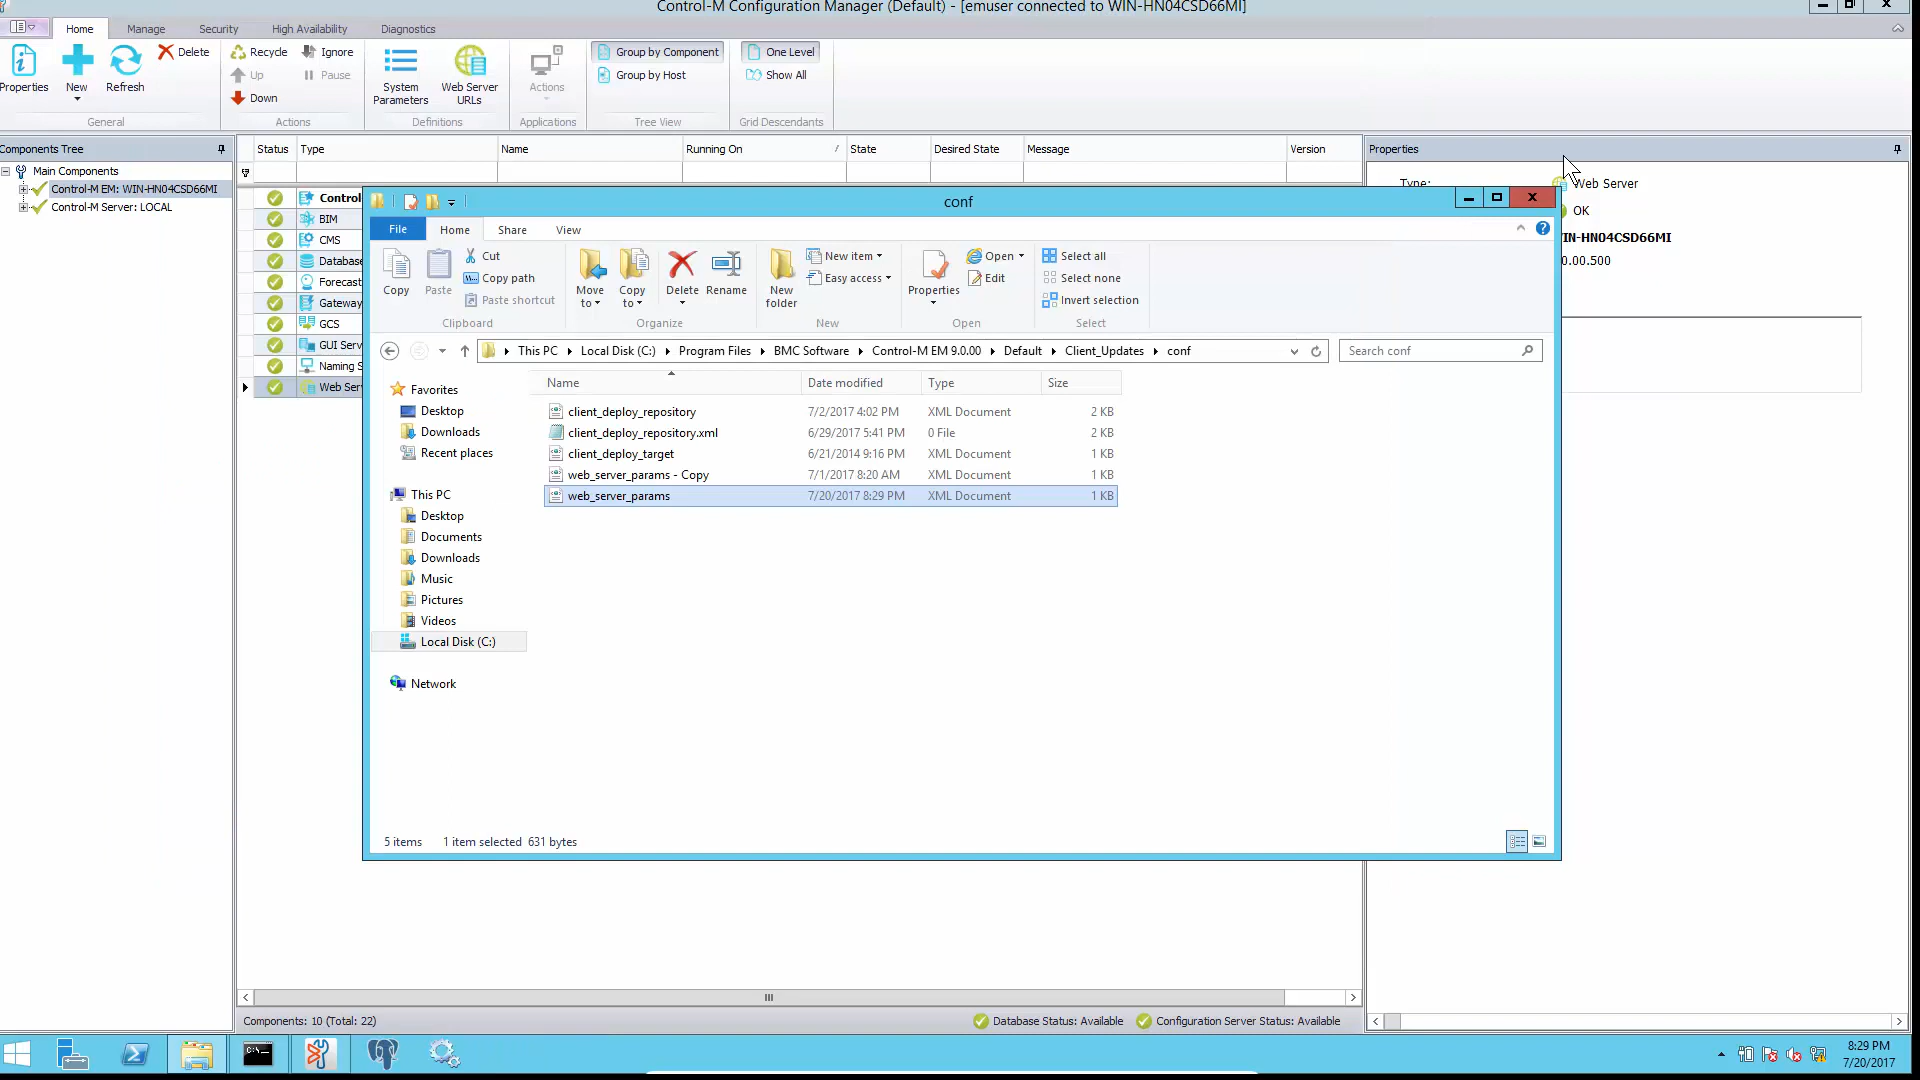 Control-M Configuration Manager (Default) - [emuser connected to WIN-HN04CSD66MI]
Home Manage Security High Availability Diagnostics
Properties New Refresh Delete Recycle Ignore Up Pause Down
System Parameters Web Server URLs Actions
Group by Component Group by Host One Level Show All
General Actions Definitions Applications Tree View Grid Descendants
Components Tree
Main Components
Control-M EM: WIN-HN04CSD66MI
Control-M Server: LOCAL
Status Type Name Running On / State Desired State Message Version
Control
BIM
CMS
Database
Forecast
Gateway
GCS
GUI Serv
Naming S
Web Serv
Properties
Type: Web Server
OK
IN-HN04CSD66MI
0.00.500
conf
File Home Share View
Copy Paste Cut Copy path Paste shortcut
Move to Copy to Delete Rename
New folder New item Easy access
Properties Open Edit
Select all Select none Invert selection
Clipboard Organize New Open Select
This PC Local Disk (C:) Program Files BMC Software Control-M EM 9.0.00 Default Client_Updates conf
Search conf
Favorites
Desktop
Downloads
Recent places
This PC
Desktop
Documents
Downloads
Music
Pictures
Videos
Local Disk (C:)
Network
Name Date modified Type Size
client_deploy_repository 7/2/2017 4:02 PM XML Document 2 KB
client_deploy_repository.xml 6/29/2017 5:41 PM 0 File 2 KB
client_deploy_target 6/21/2014 9:16 PM XML Document 1 KB
web_server_params - Copy 7/1/2017 8:20 AM XML Document 1 KB
web_server_params 7/20/2017 8:29 PM XML Document 1 KB
5 items 1 item selected 631 bytes
Components: 10 (Total: 22) Database Status: Available Configuration Server Status: Available
8:29 PM
7/20/2017